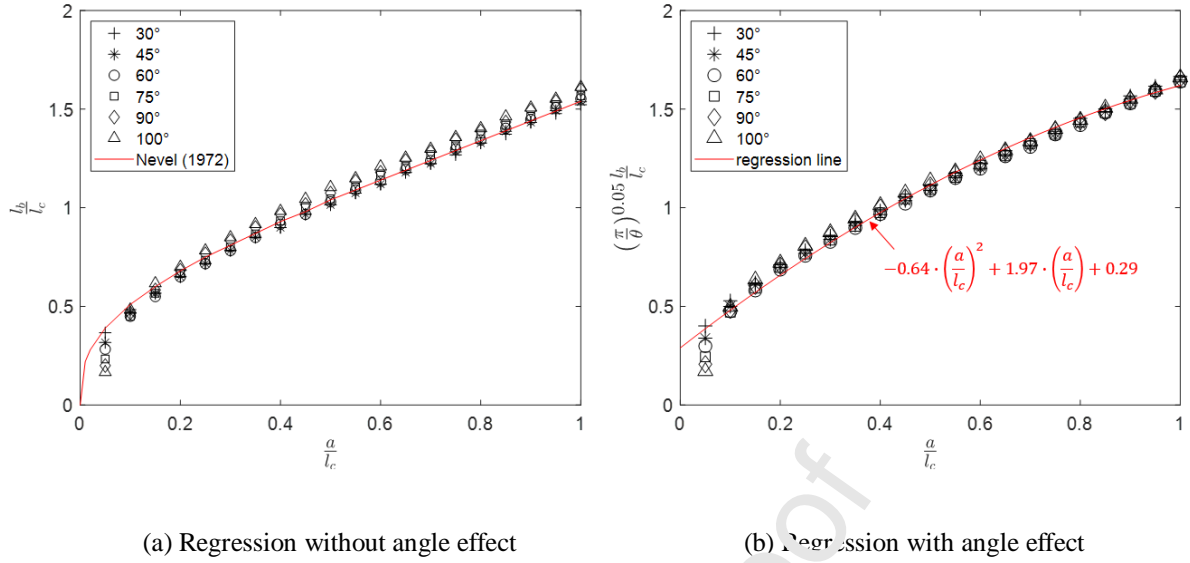 2
1.5
1
0.5
0
30°
45°
60°
75°
90°
100°
Nevel (1972)
l_b/l_c
0 0.2 0.4 0.6 0.8 1
a/l_c
(a) Regression without angle effect
2
1.5
1
0.5
0
30°
45°
60°
75°
90°
100°
regression line
(π/θ)^0.05 l_b/l_c
−0.64 · (a/l_c)^2 + 1.97 · (a/l_c) + 0.29
0 0.2 0.4 0.6 0.8 1
a/l_c
(b) Regression with angle effect
oof